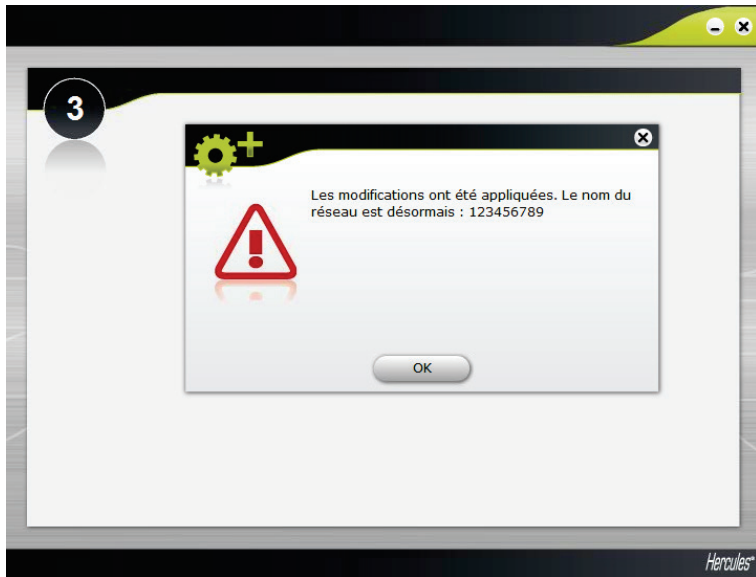 3
Les modifications ont été appliquées. Le nom du
réseau est désormais : 123456789
OK
Hercules®